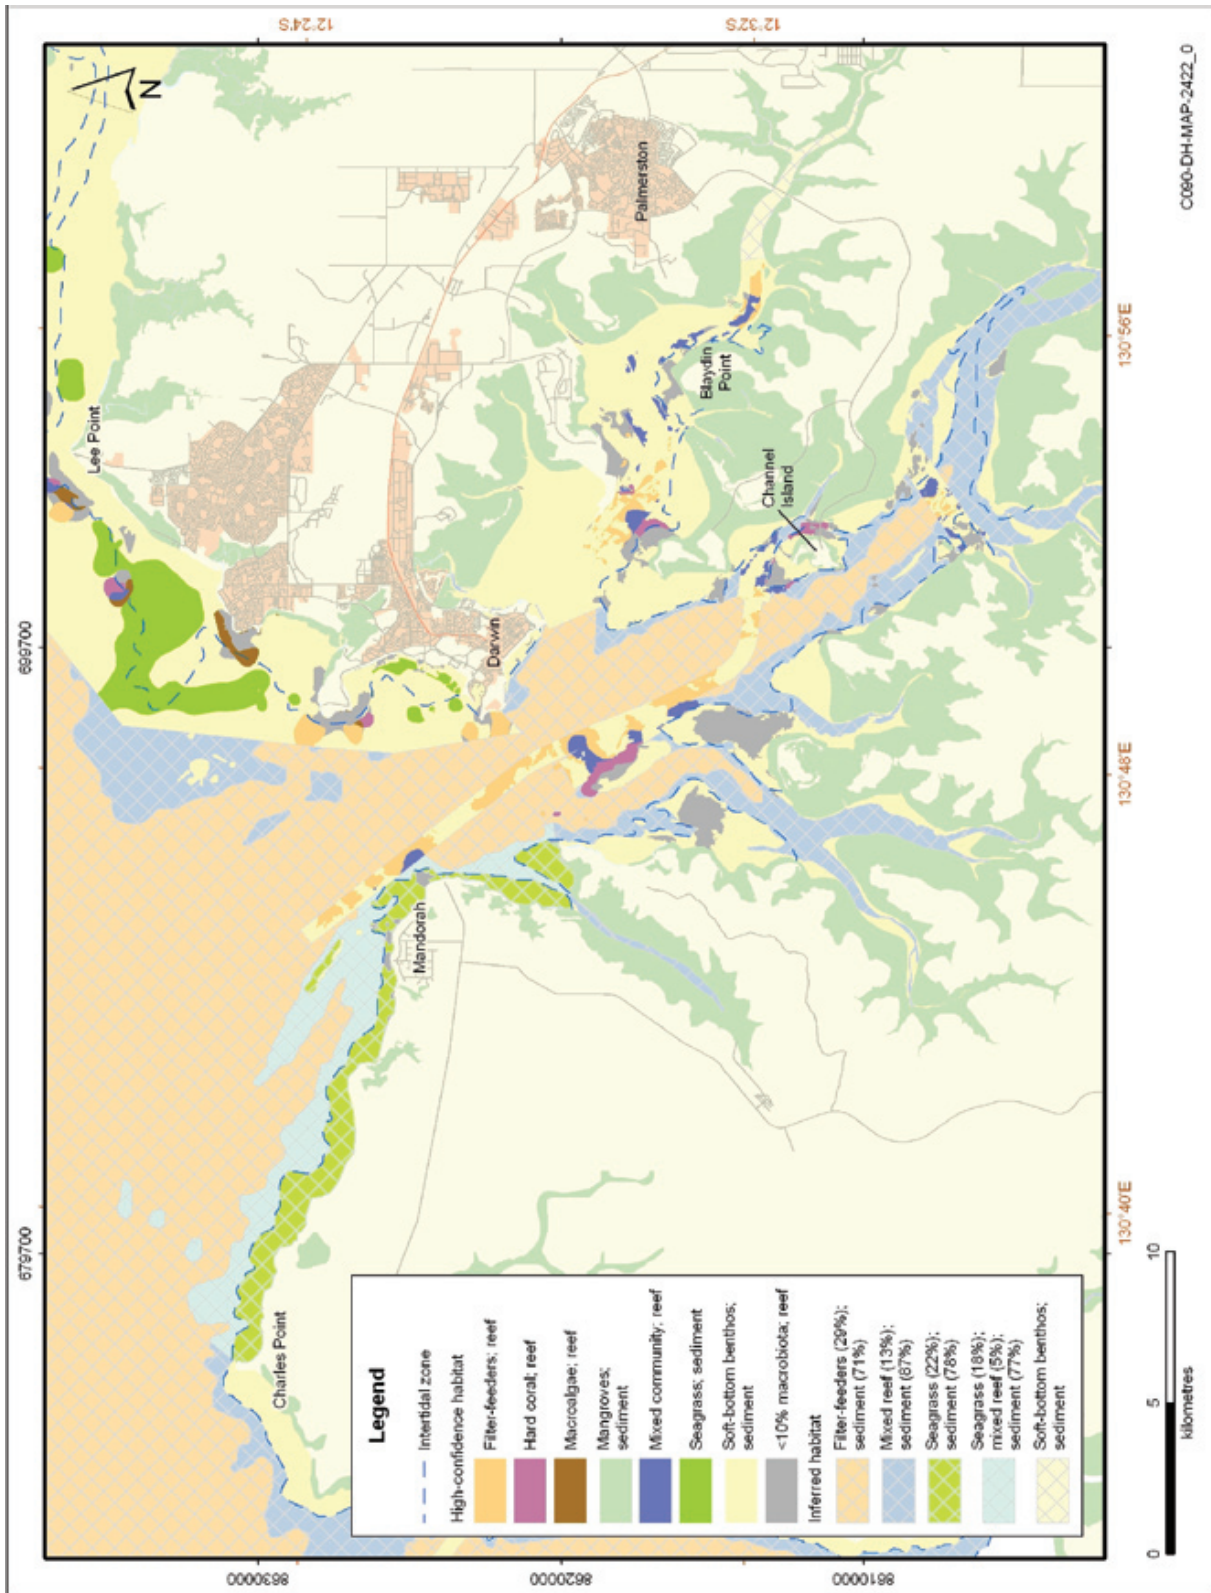 679700
699700
12°24'S
12°32'S
N
Lee Point
Palmerston
Darwin
Blaydin
Point
Channel
Island
Mandorah
Charles Point
Legend
Intertidal zone
High-confidence habitat
Filter-feeders; reef
Hard coral; reef
Macroalgae; reef
Mangroves;
sediment
Mixed community; reef
Seagrass; sediment
Soft-bottom benthos;
sediment
<10% macrobiota; reef
Inferred habitat
Filter-feeders (29%);
sediment (71%)
Mixed reef (13%);
sediment (87%)
Seagrass (22%);
sediment (78%)
Seagrass (18%);
mixed reef (5%);
sediment (77%)
Soft-bottom benthos;
sediment
8630000
8620000
8610000
130°40'E
130°48'E
130°56'E
0
5
10
kilometres
C090-DH-MAP-2422_0